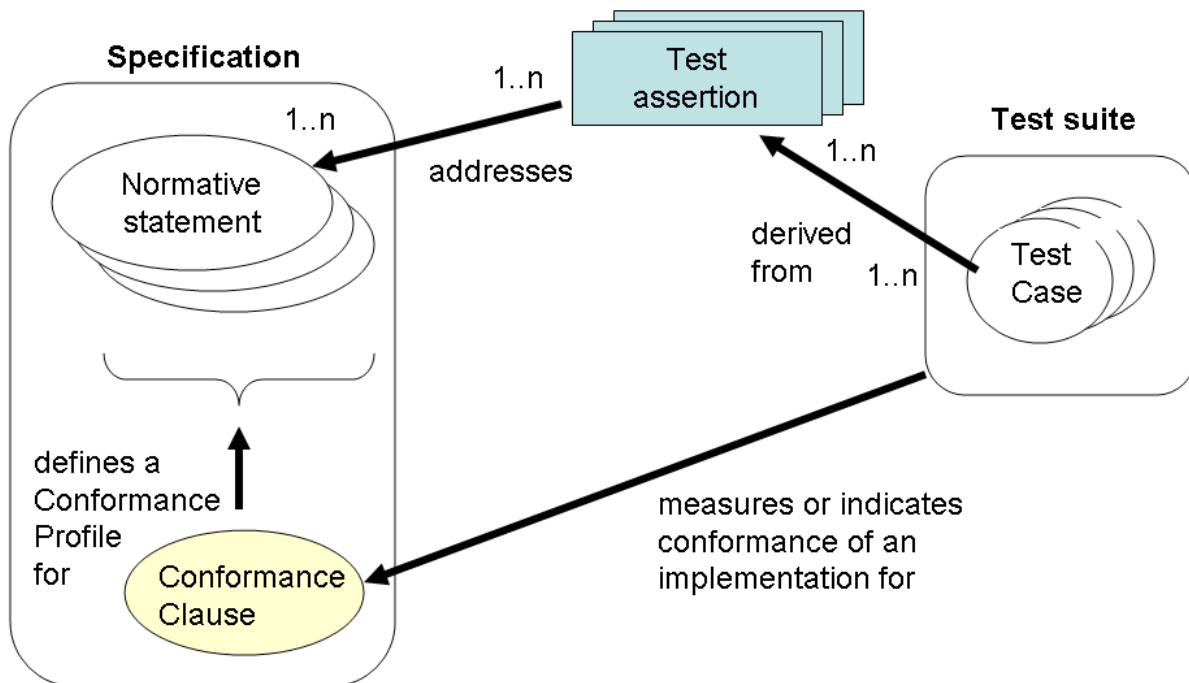 Specification
1..n
Normative
statement
defines a
Conformance
Profile
for
Conformance
Clause
1..n
addresses
Test
assertion
1..n
derived
from
1..n
Test suite
Test
Case
measures or indicates
conformance of an
implementation for